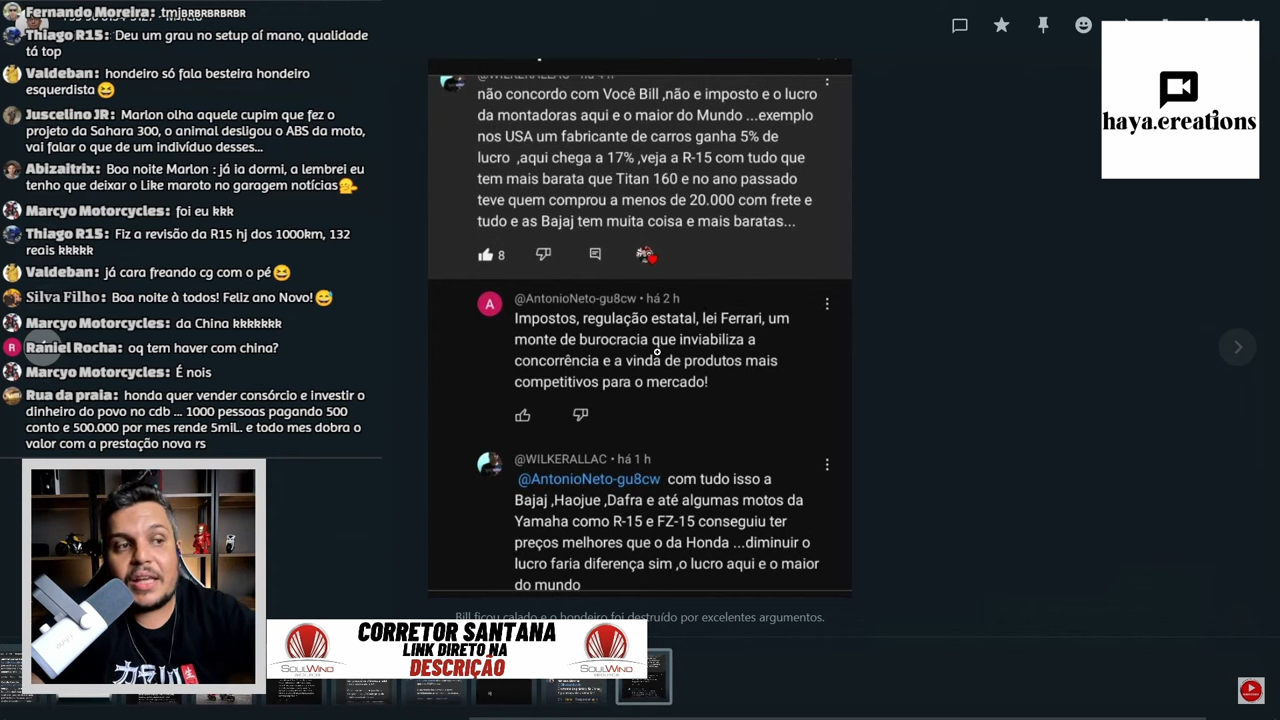 Fernando Moreira: .tmjBRBRBRBRBR
Thiago R15: Deu um grau no setup aí mano, qualidade
tá top
Valdeban: hondeiro só fala besteira hondeiro
esquerdista😆
Juscelino JR: Marlon olha aquele cupim que fez o
projeto da Sahara 300, o animal desligou o ABS da moto,
vai falar o que de um indivíduo desses...
Abizaitrix: Boa noite Marlon : já ia dormi, a lembrei eu
tenho que deixar o Like maroto no garagem notícias
Marcyo Motorcycles: foi eu kkk
Thiago R15: Fiz a revisão da R15 hj dos 1000km, 132
reais kkkkk
Valdeban: já cara freando cg com o pé😆
Silva Filho: Boa noite à todos! Feliz ano Novo!😅
Marcyo Motorcycles: da China kkkkkkk
R Raniel Rocha: oq tem haver com china?
Marcyo Motorcycles: É nois
Rua da praia: honda quer vender consórcio e investir o
dinheiro do povo no cdb ... 1000 pessoas pagando 500
conto e 500.000 por mes rende 5mil.. e todo mes dobra o
valor com a prestação nova rs
@WILKERALLAC • há 4 h
não concordo com Você Bill ,não e imposto e o lucro
da montadoras aqui e o maior do Mundo ...exemplo
nos USA um fabricante de carros ganha 5% de
lucro ,aqui chega a 17% ,veja a R-15 com tudo que
tem mais barata que Titan 160 e no ano passado
teve quem comprou a menos de 20.000 com frete e
tudo e as Bajaj tem muita coisa e mais baratas...
8
A
@AntonioNeto-gu8cw • há 2 h
Impostos, regulação estatal, lei Ferrari, um
monte de burocracia que inviabiliza a
concorrência e a vinda de produtos mais
competitivos para o mercado!
@WILKERALLAC • há 1 h
@AntonioNeto-gu8cw com tudo isso a
Bajaj ,Haojue ,Dafra e até algumas motos da
Yamaha como R-15 e FZ-15 conseguiu ter
preços melhores que o da Honda ...diminuir o
lucro faria diferença sim ,o lucro aqui e o maior
do mundo
Bill ficou calado e o hondeiro foi destruído ,por excelentes argumentos.
haya.creations
CORRETOR SANTANA
LINK DIRETO NA
DESCRIÇÃO
SOULWIND
SOULWIND